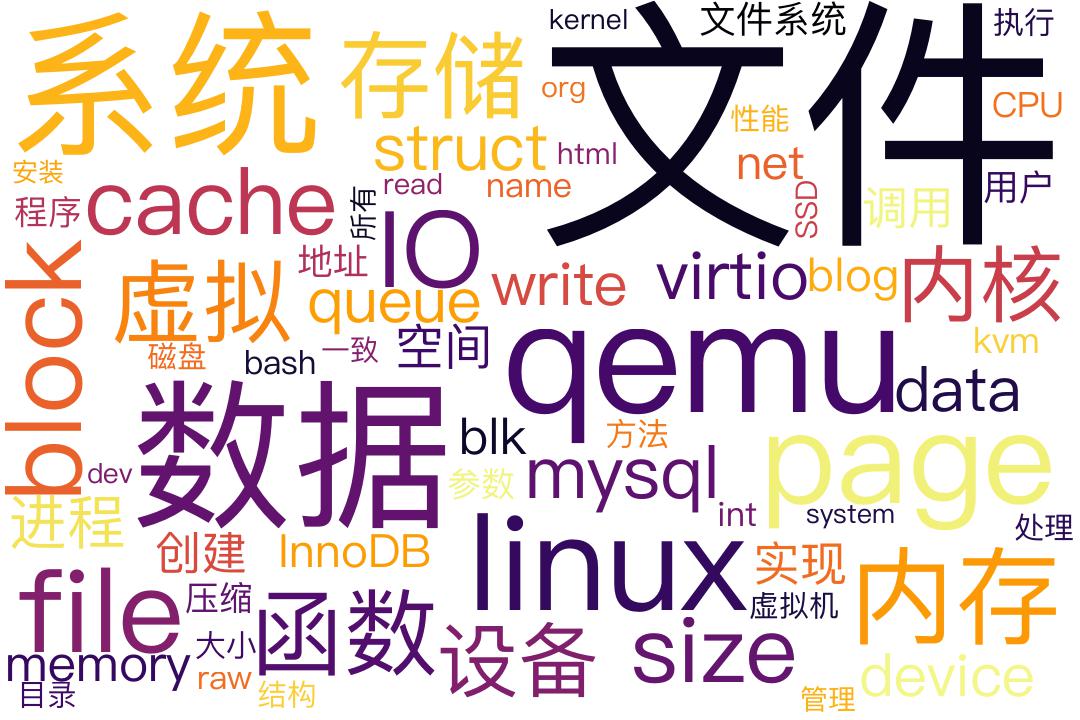 系统
存储
kernel
文件
文件系统
执行
org
CPU
性能
struct
html
net
安装
cache
所有
read
name
SSD
调用
用户
程序
IO
地址
block
虚拟
queue
write
virtio
blog
内核
磁盘
bash
一致
空间
qemu
kvm
data
数据
blk
方法
page
dev
参数
mysql
int
system
进程
处理
创建
InnoDB
linux
实现
内存
file
压缩
函数
虚拟机
大小
设备
size
memory
device
目录
raw
结构
管理